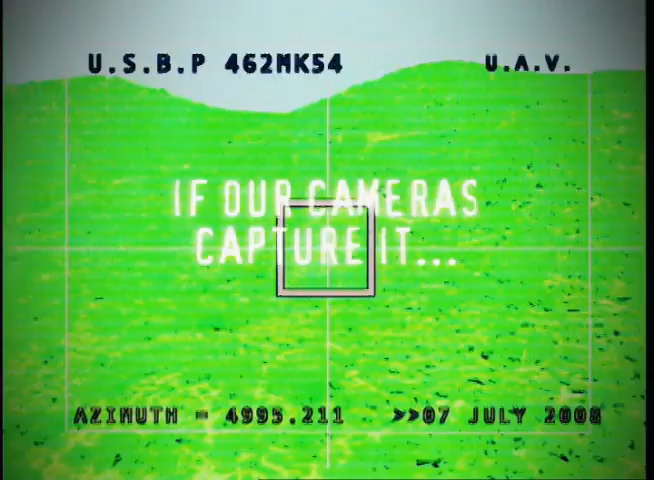 U.S.B.P 462MK54 U.A.V.
IF OUR CAMERAS
CAPTURE IT...
AZIMUTH = 4995.211 >>07 JULY 2008